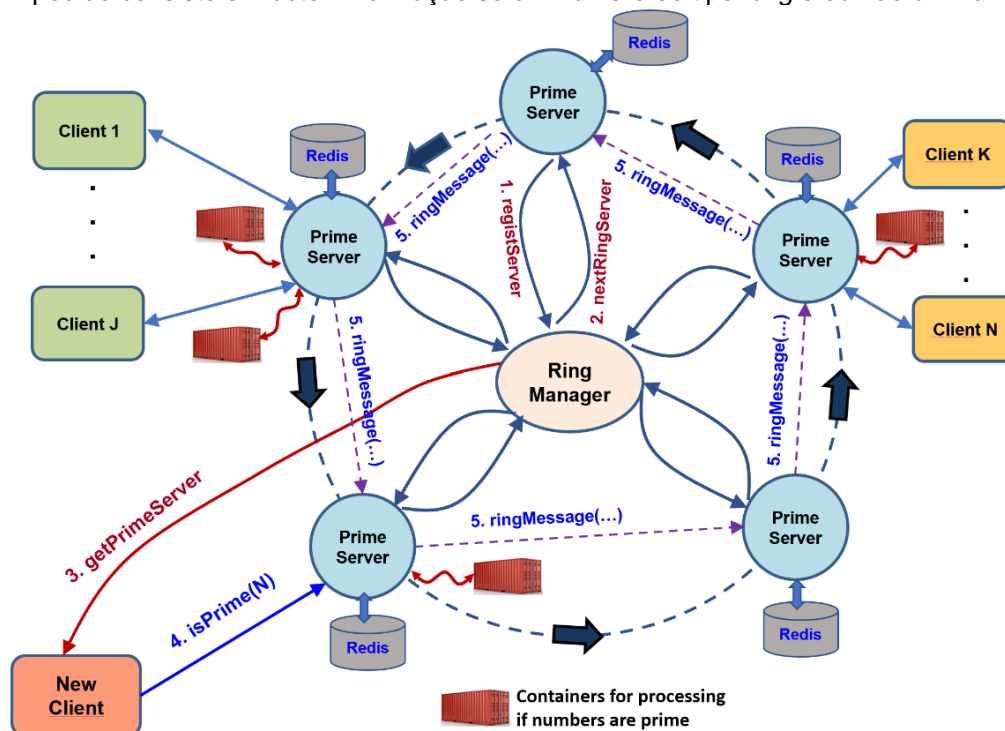 Redis
Prime
Server
Client 1
Redis
Redis
Client K
5. ringMessage(…)
5. ringMessage(…)
1. registServer
2. nextRingServer
Prime
Server
Prime
Server
Client J
Client N
5. ringMessage(…)
Ring
Manager
5. ringMessage(…)
3. getPrimeServer
Prime
Server
5. ringMessage(…)
Prime
Server
4. isPrime(N)
Redis
Redis
New
Client
Containers for processing
if numbers are prime